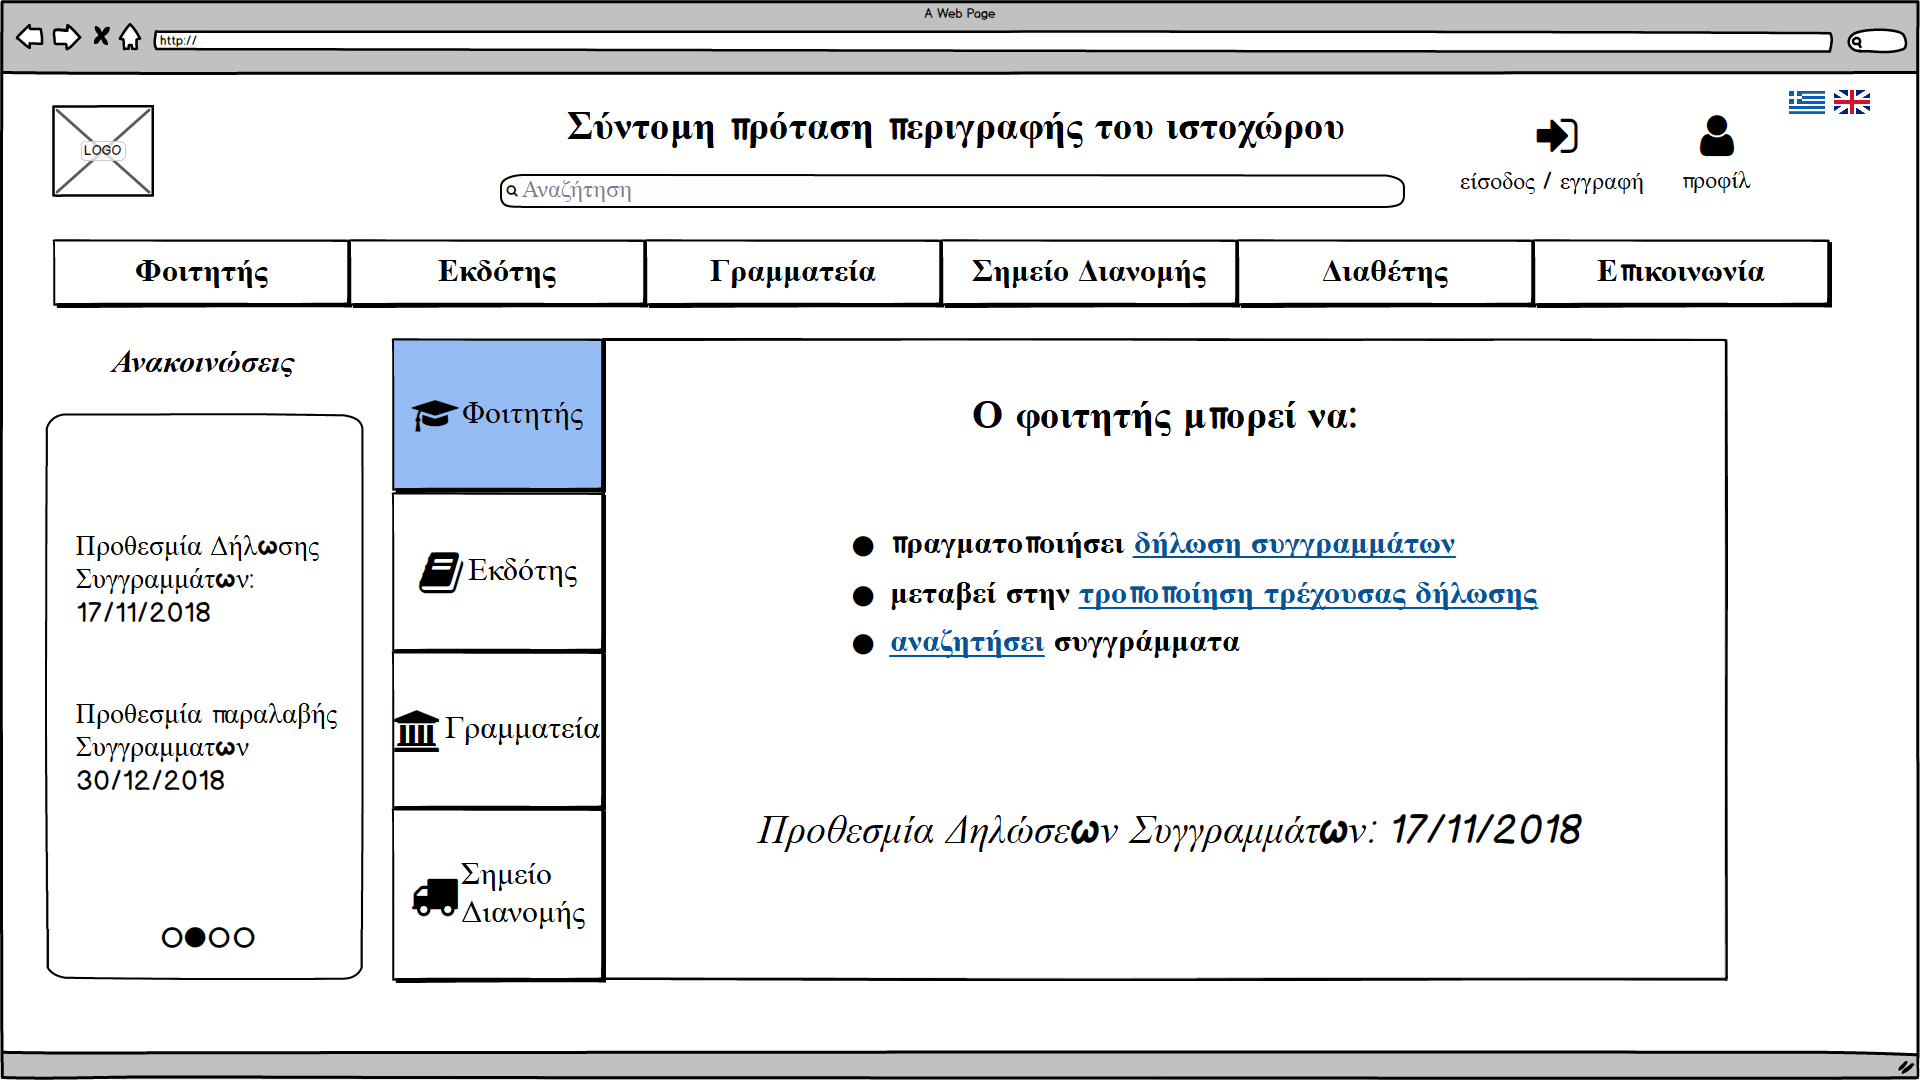 A Web Page
http://
LOGO
Σύντομη πρόταση περιγραφής του ιστοχώρου
Αναζήτηση
είσοδος / εγγραφή
προφίλ
Φοιτητής
Εκδότης
Γραμματεία
Σημείο Διανομής
Διαθέτης
Επικοινωνία
Ανακοινώσεις
Προθεσμία Δήλωσης
Συγγραμμάτων:
17/11/2018
Προθεσμία παραλαβής
Συγγραμματων
30/12/2018
Φοιτητής
Εκδότης
Γραμματεία
Σημείο
Διανομής
Ο φοιτητής μπορεί να:
πραγματοποιήσει δήλωση συγγραμμάτων
μεταβεί στην τροποποίηση τρέχουσας δήλωσης
αναζητήσει συγγράμματα
Προθεσμία Δηλώσεων Συγγραμμάτων: 17/11/2018